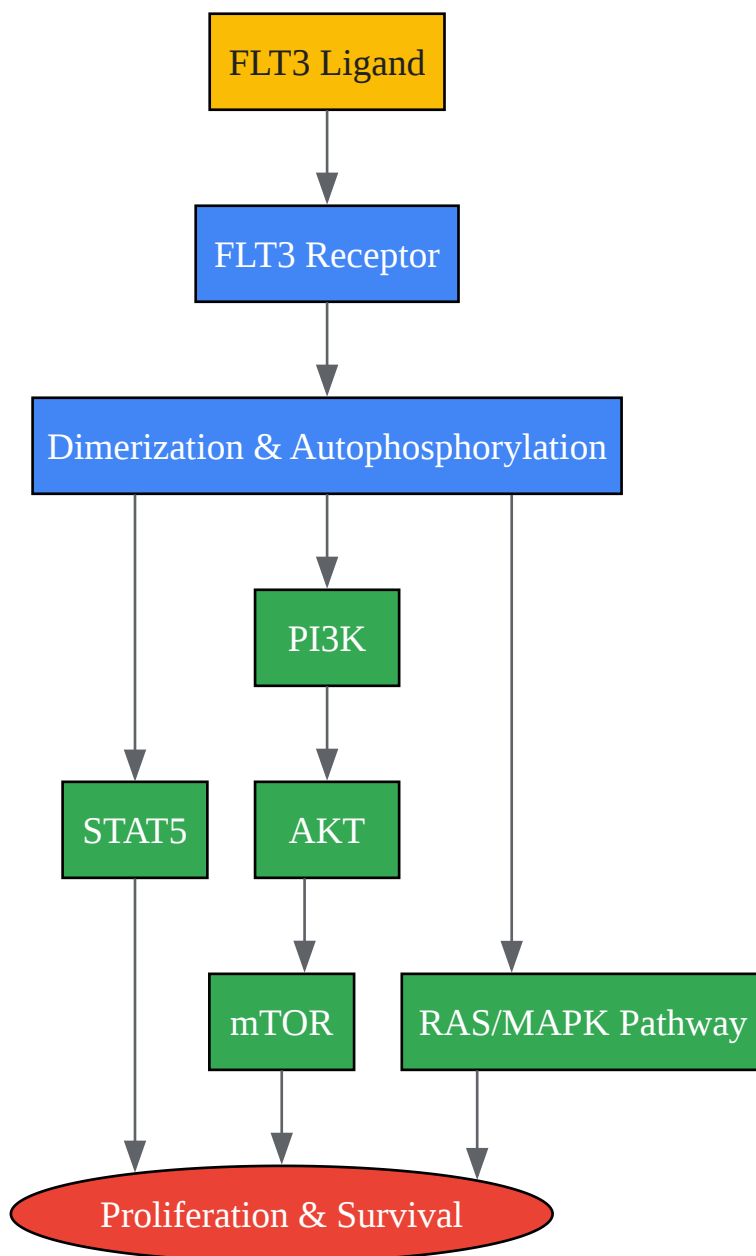 FLT3 Ligand
FLT3 Receptor
Dimerization & Autophosphorylation
PI3K
STAT5
AKT
mTOR
RAS/MAPK Pathway
Proliferation & Survival